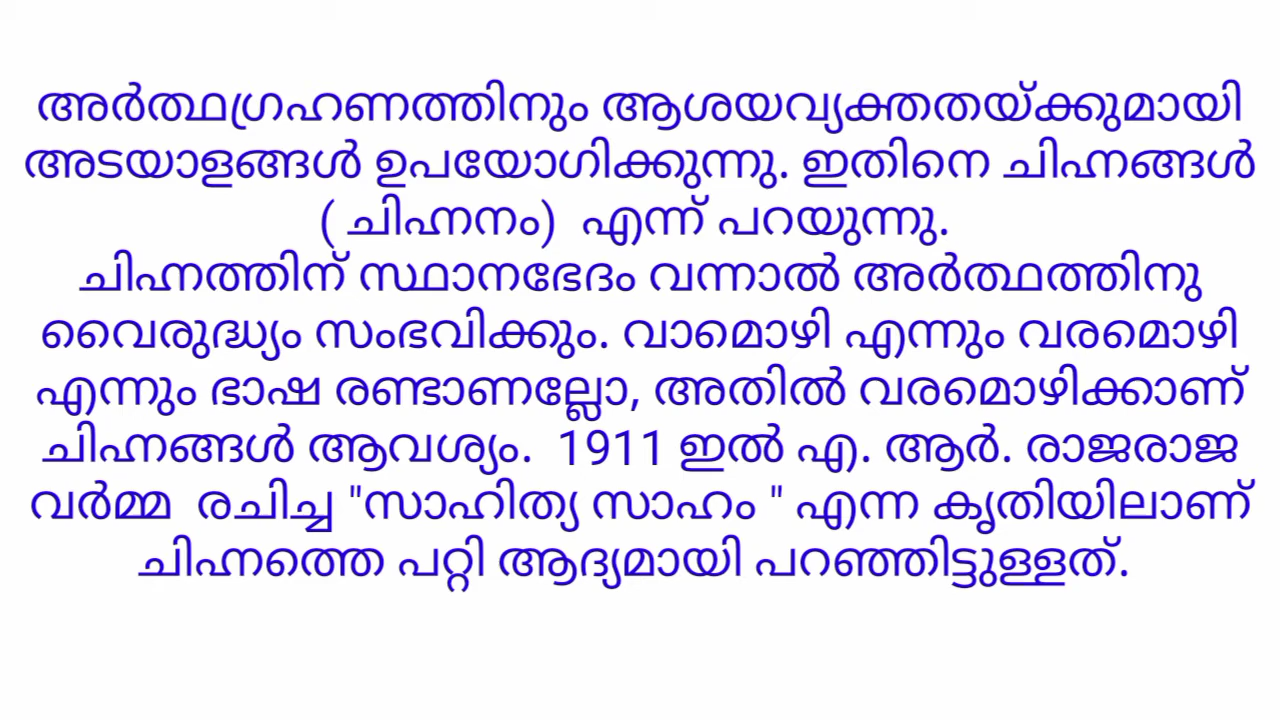 അർത്ഥഗ്രഹണത്തിനും ആശയവ്യക്തതയ്ക്കുമായി
അടയാളങ്ങൾ ഉപയോഗിക്കുന്നു. ഇതിനെ ചിഹ്നങ്ങൾ
( ചിഹ്നനം) എന്ന് പറയുന്നു.
ചിഹ്നത്തിന് സ്ഥാനഭേദം വന്നാൽ അർത്ഥത്തിനു
വൈരുദ്ധ്യം സംഭവിക്കും. വാമൊഴി എന്നും വരമൊഴി
എന്നും ഭാഷ രണ്ടാണല്ലോ, അതിൽ വരമൊഴിക്കാണ്
ചിഹ്നങ്ങൾ ആവശ്യം. 1911 ഇൽ എ. ആർ. രാജരാജ
വർമ്മ രചിച്ച "സാഹിത്യ സാഹം " എന്ന കൃതിയിലാണ്
ചിഹ്നത്തെ പറ്റി ആദ്യമായി പറഞ്ഞിട്ടുള്ളത്.